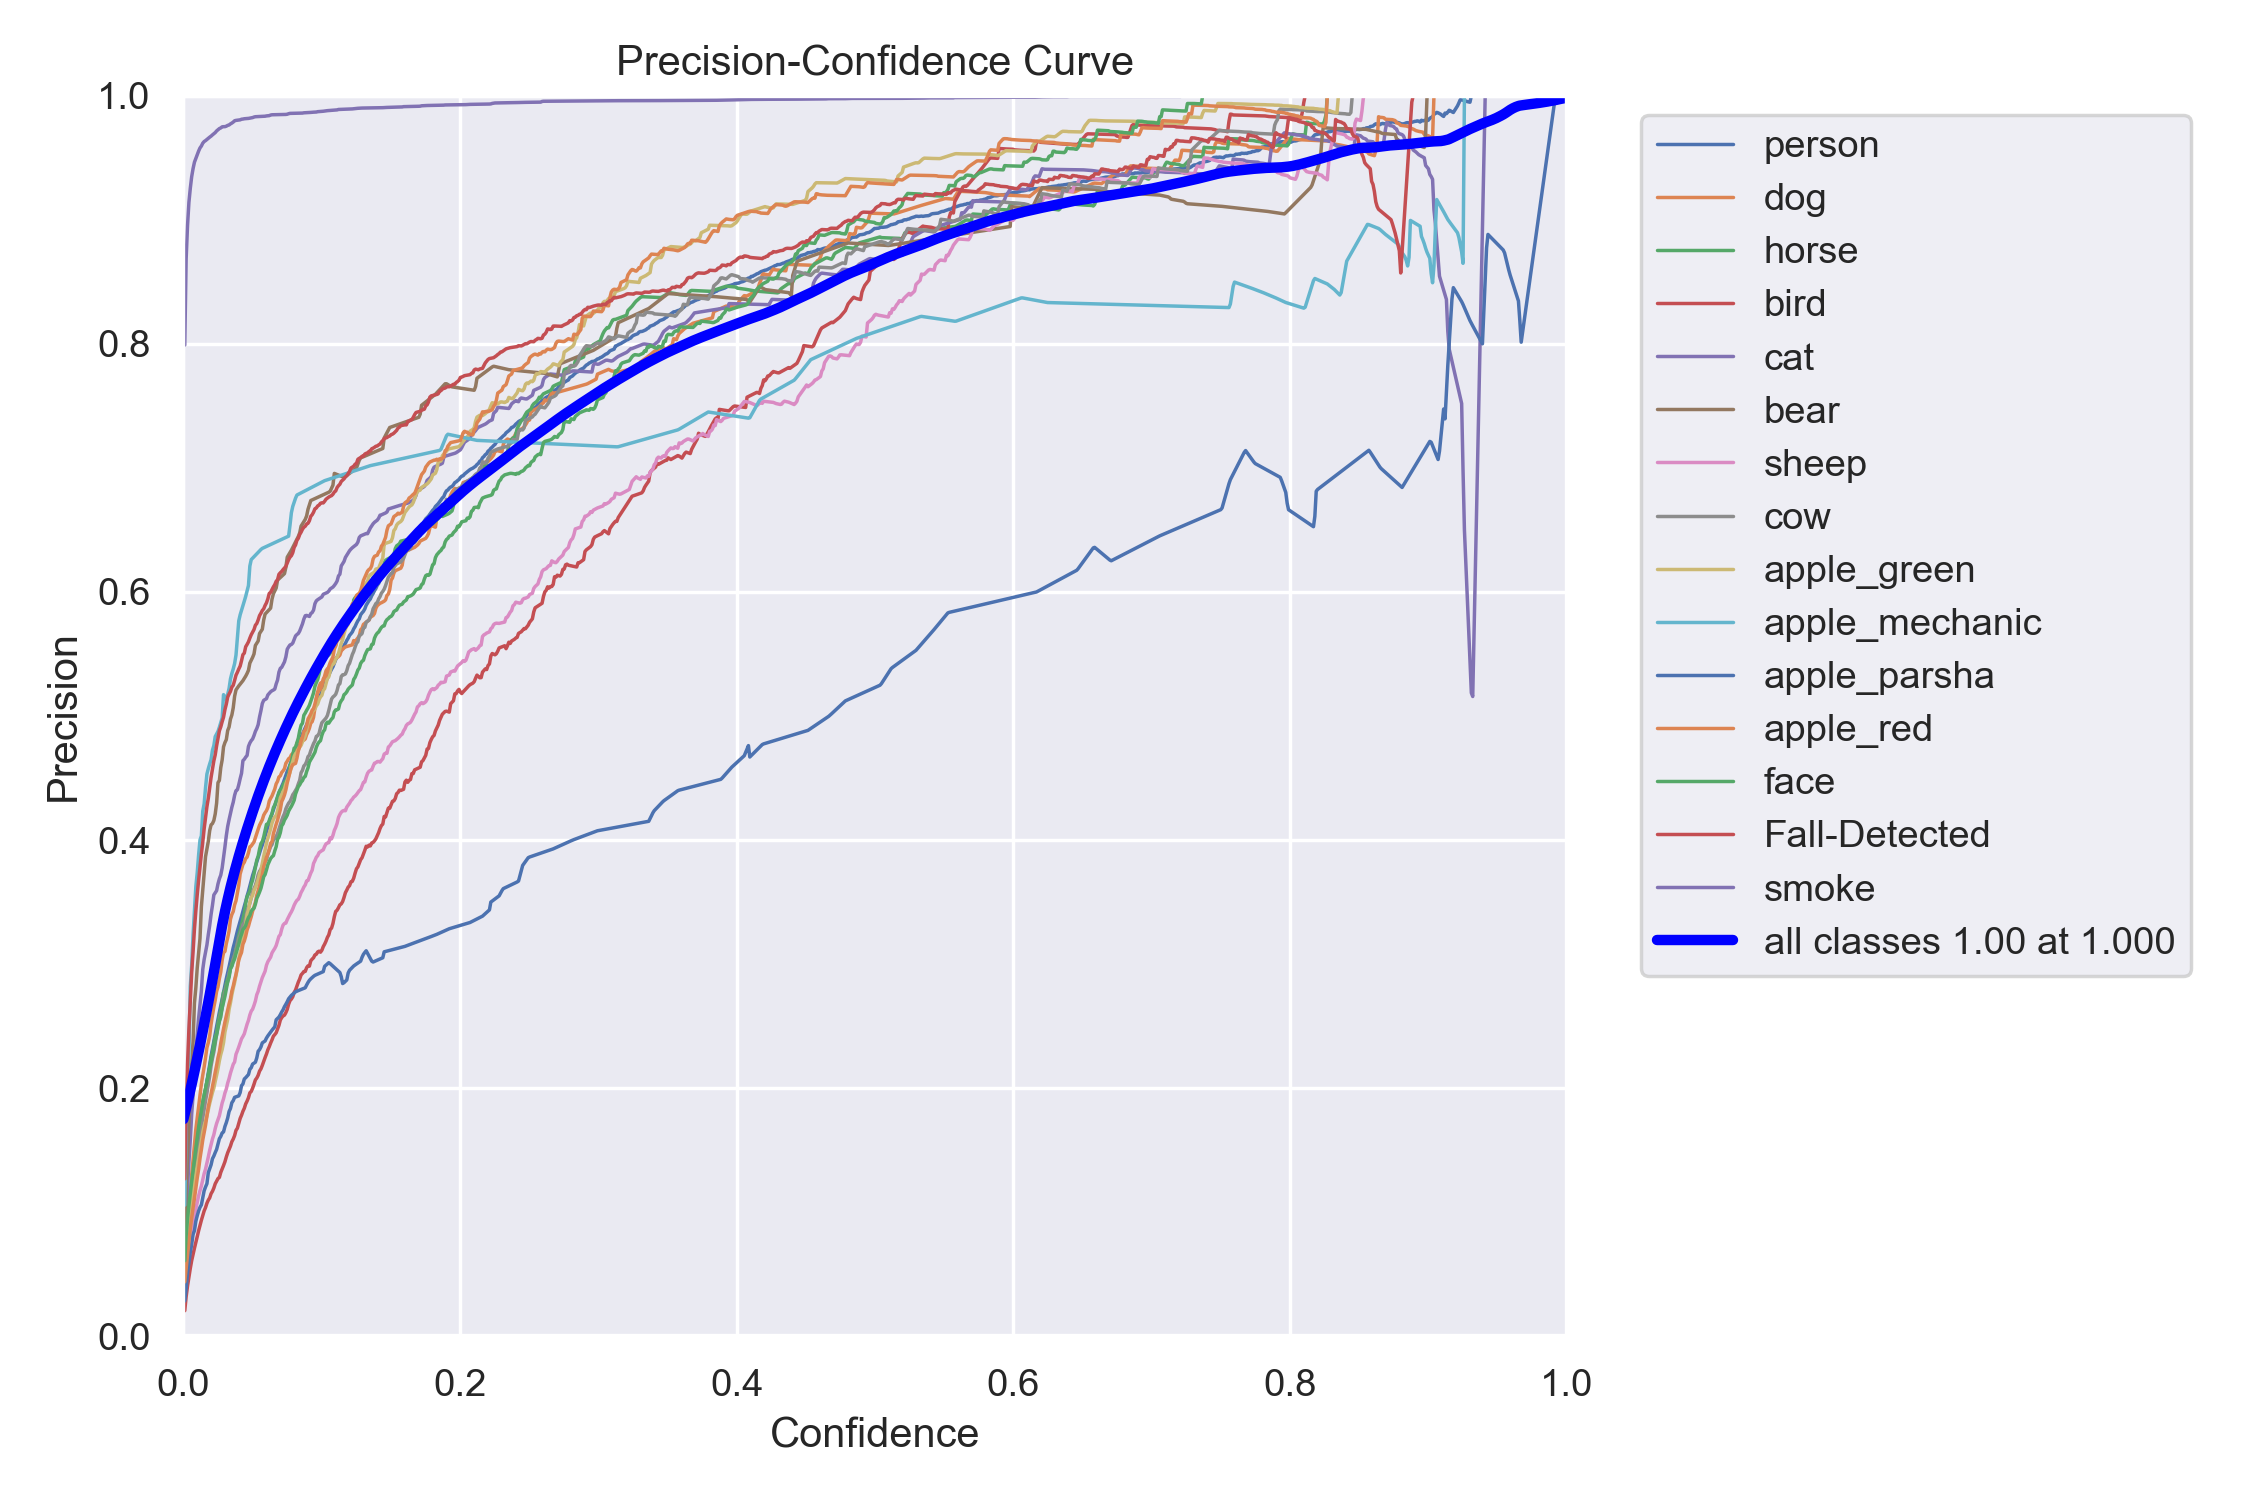 Precision-Confidence Curve
1.0
0.8
0.6
0.4
0.2
0.0
Precision
0.0 0.2 0.4 0.6 0.8 1.0
Confidence
person
dog
horse
bird
cat
bear
sheep
cow
apple_green
apple_mechanic
apple_parsha
apple_red
face
Fall-Detected
smoke
all classes 1.00 at 1.000